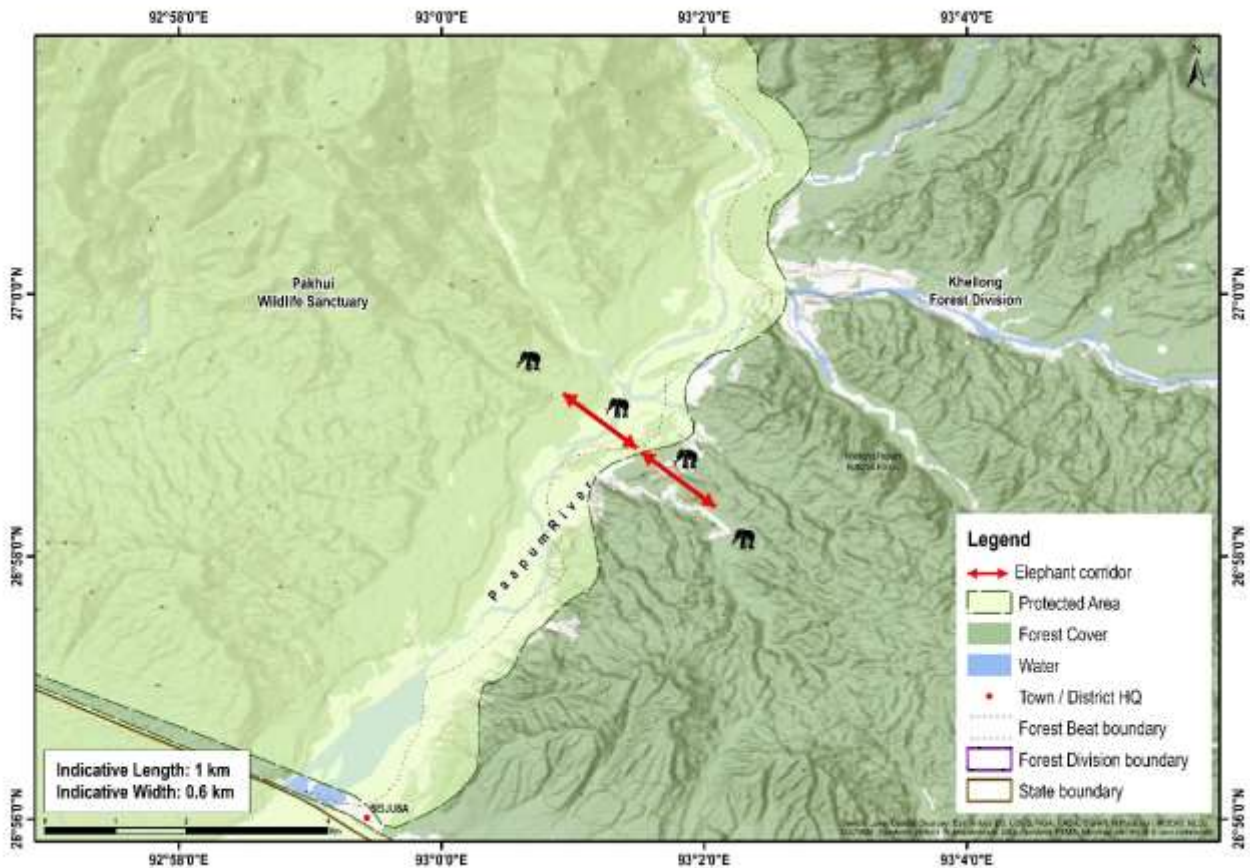 92°58'0"E 93°0'0"E 93°2'0"E 93°4'0"E
N
27°0'0"N
26°58'0"N
26°56'0"N
Pakhui
Wildlife Sanctuary
Khellong
Forest Division
Paapum River
Legend
Elephant corridor
Protected Area
Forest Cover
Water
Town / District HQ
Forest Beat boundary
Forest Division boundary
State boundary
Indicative Length: 1 km
Indicative Width: 0.6 km
27°0'0"N
26°58'0"N
26°56'0"N
92°58'0"E 93°0'0"E 93°2'0"E 93°4'0"E